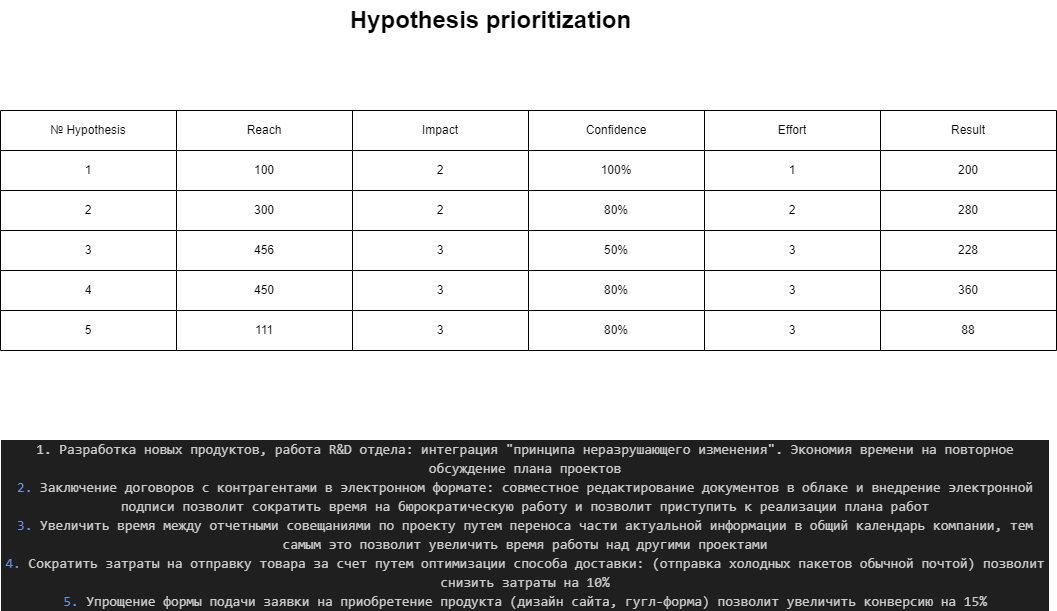 Hypothesis prioritization
№ Hypothesis Reach Impact Confidence Effort Result
1 100 2 100% 1 200
2 300 2 80% 2 280
3 456 3 50% 3 228
4 450 3 80% 3 360
5 111 3 80% 3 88
1. Разработка новых продуктов, работа R&D отдела: интеграция "принципа неразрушающего изменения". Экономия времени на повторное
обсуждение плана проектов
2. Заключение договоров с контрагентами в электронном формате: совместное редактирование документов в облаке и внедрение электронной
подписи позволит сократить время на бюрократическую работу и позволит приступить к реализации плана работ
3. Увеличить время между отчетными совещаниями по проекту путем переноса части актуальной информации в общий календарь компании, тем
самым это позволит увеличить время работы над другими проектами
4. Сократить затраты на отправку товара за счет путем оптимизации способа доставки: (отправка холодных пакетов обычной почтой) позволит
снизить затраты на 10%
5. Упрощение формы подачи заявки на приобретение продукта (дизайн сайта, гугл-форма) позволит увеличить конверсию на 15%